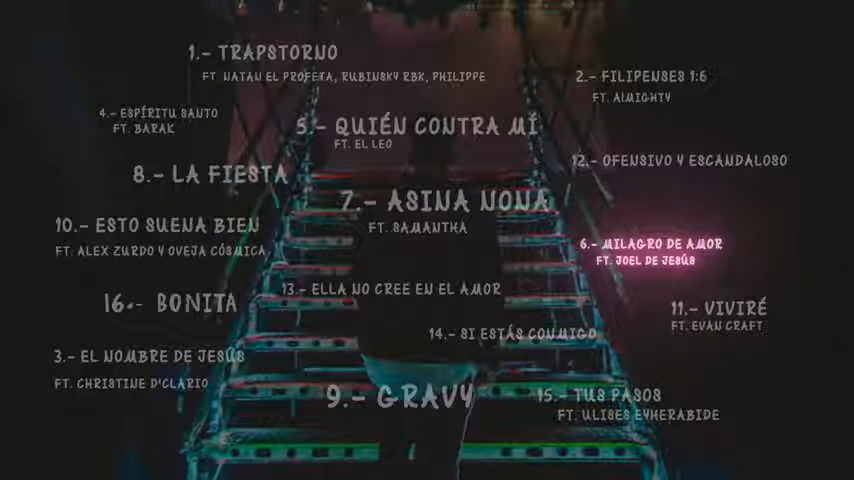 1.- TRAPSTORNO
FT NATAN EL PROFETA, RUBINSKY RBK, PHILIPPE
2.- FILIPENSES 1:6
FT. AIMIGHTY
4.- ESPÍRITU SANTO
FT. BARAK
5.- QUIÉN CONTRA MÍ
FT. EL LEO
12.- OFENSIVO Y ESCANDALOSO
8.- LA FIESTA
7.- ASINA NONA
FT. SAMANTHA
10.- ESTO SUENA BIEN
FT. ALEX ZURDO Y OVEJA CÓSMICA
6.- MILAGRO DE AMOR
FT. JOEL DE JESÚS
13.- ELLA NO CREE EN EL AMOR
16.- BONITA
11.- VIVIRÉ
FT. EVAN CRAFT
14.- SI ESTÁS CONMIGO
3.- EL NOMBRE DE JESÚS
FT. CHRISTINE D'CLARIO
9.- GRAVY
15.- TUS PASOS
FT. ULISES EYHERABIDE